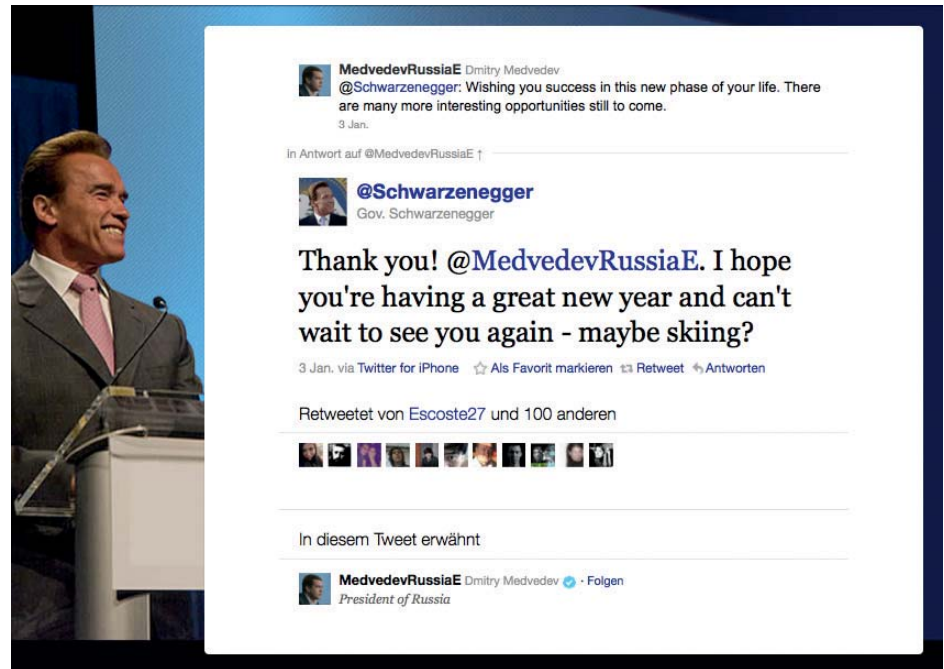 MedvedevRussiaE Dmitry Medvedev
@Schwarzenegger: Wishing you success in this new phase of your life. There
are many more interesting opportunities still to come.
3 Jan.
in Antwort auf @MedvedevRussiaE ↑
@Schwarzenegger
Gov. Schwarzenegger
Thank you! @MedvedevRussiaE. I hope
you're having a great new year and can't
wait to see you again - maybe skiing?
3 Jan. via Twitter for iPhone Als Favorit markieren Retweet Antworten
Retweetet von Escoste27 und 100 anderen
In diesem Tweet erwähnt
MedvedevRussiaE Dmitry Medvedev · Folgen
President of Russia